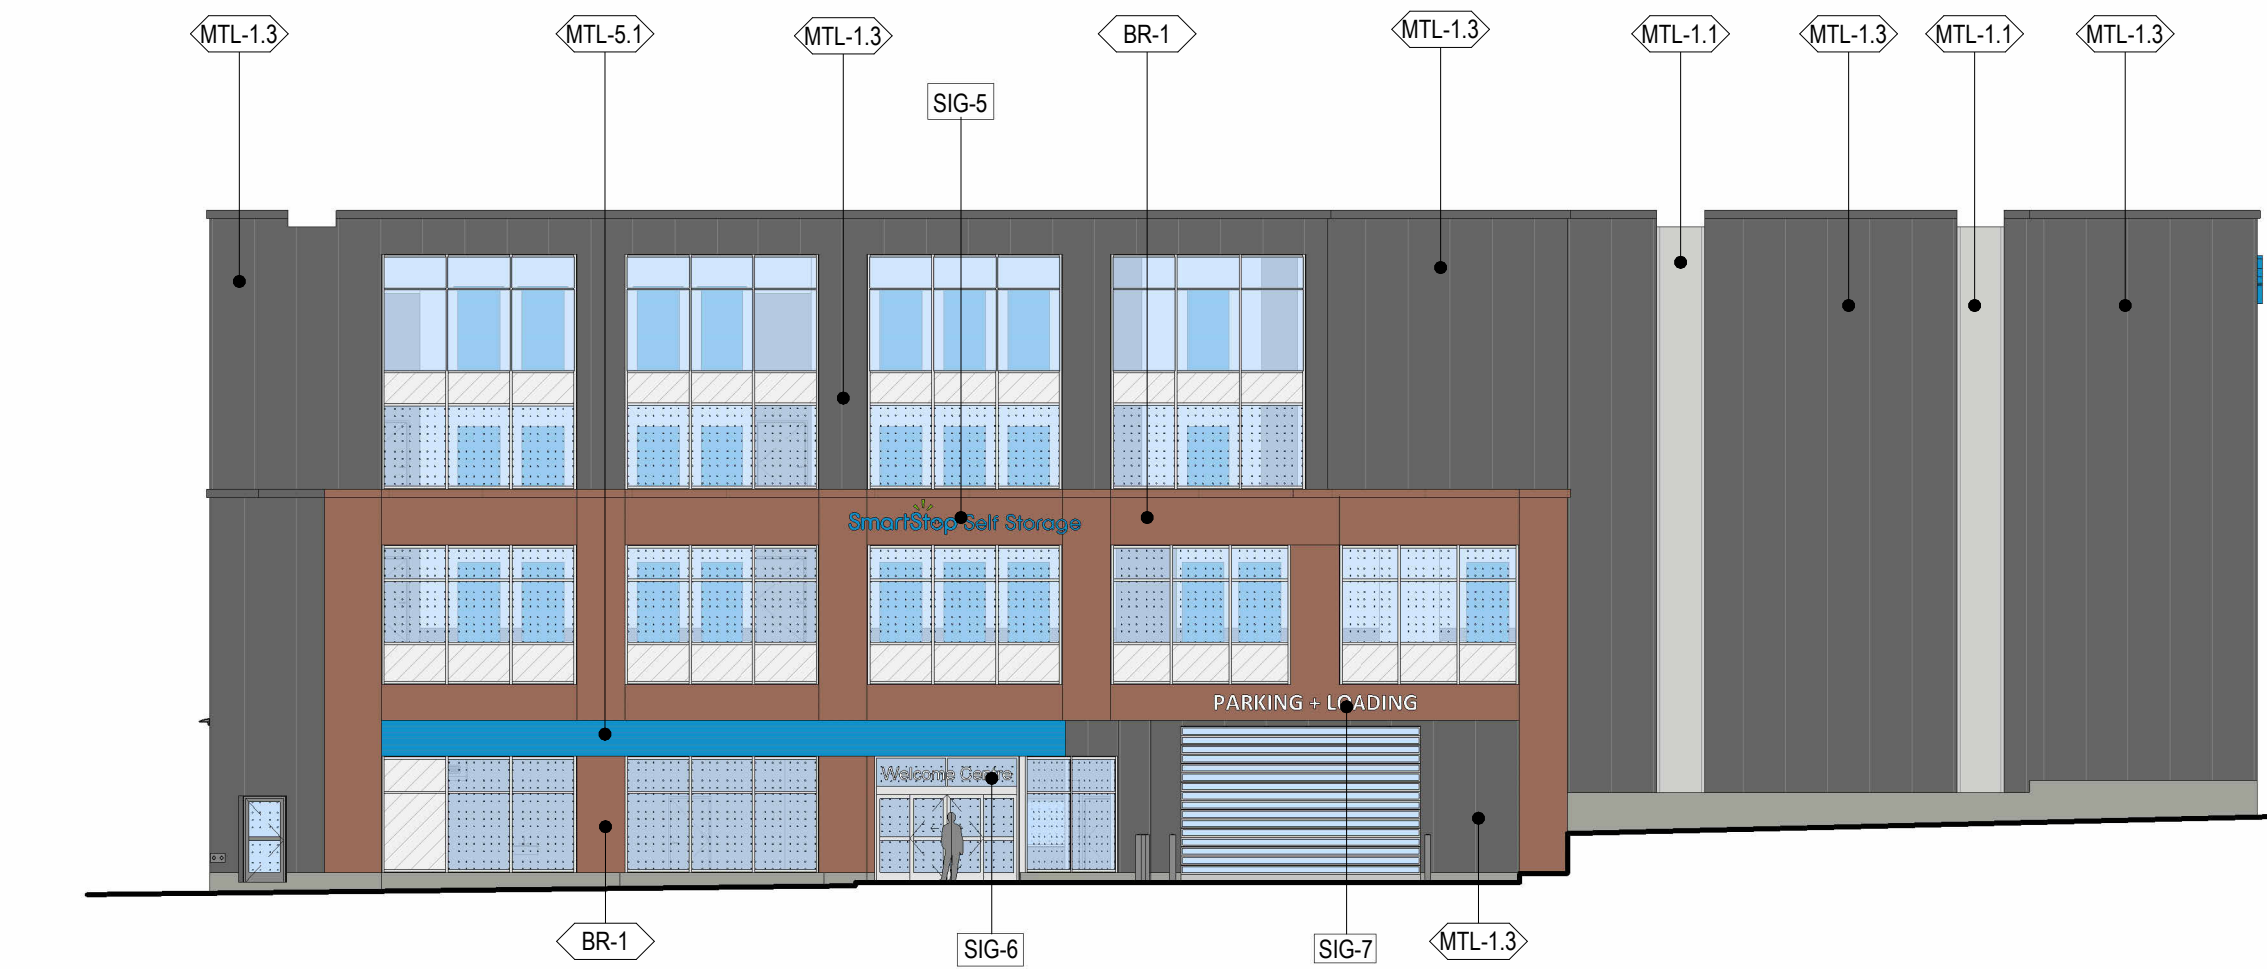 MTL-1.3
MTL-5.1
MTL-1.3
BR-1
MTL-1.3
MTL-1.1
MTL-1.3
MTL-1.1
MTL-1.3
SIG-5
SmartStop Self Storage
PARKING + LOADING
Welcome Centre
BR-1
SIG-6
SIG-7
MTL-1.3